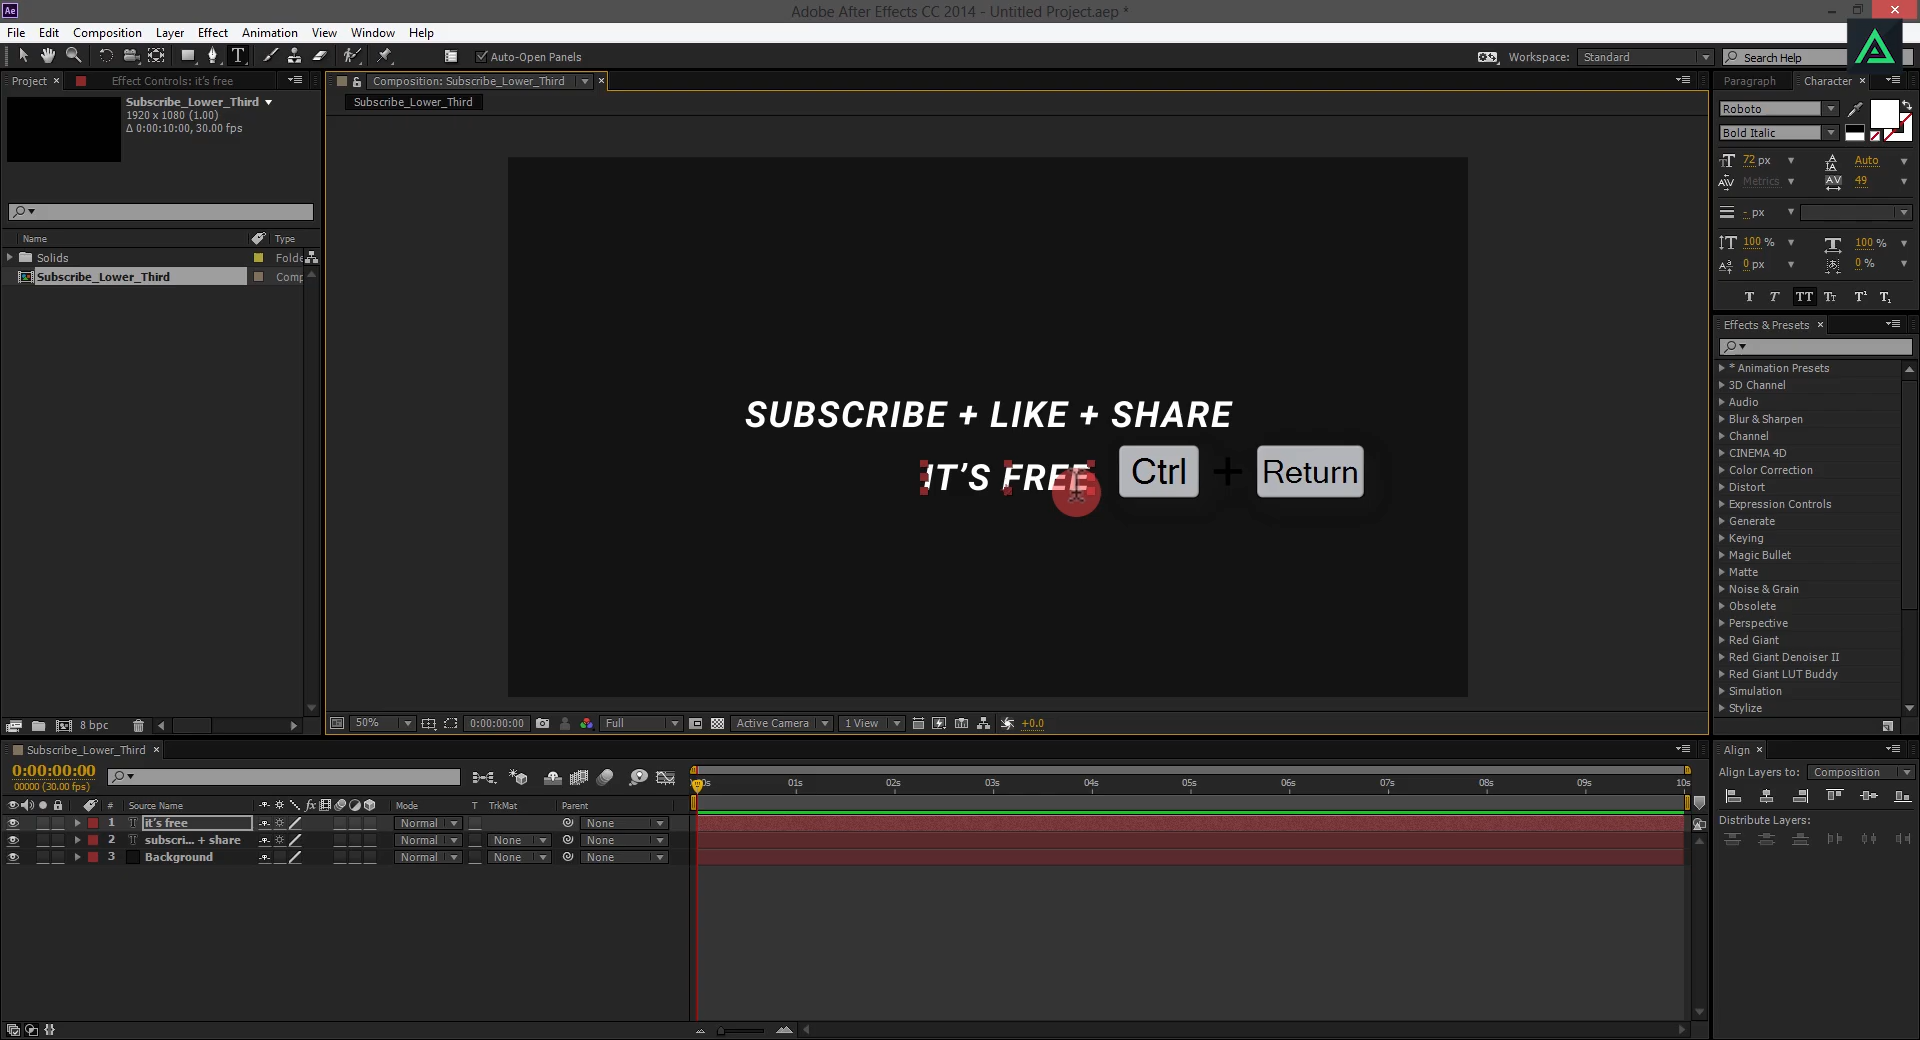 Ae
Adobe After Effects CC 2014 - Untitled Project.aep *
File Edit Composition Layer Effect Animation View Window Help
T Auto-Open Panels Workspace: Standard Search Help
Project × Effect Controls: it's free
Composition: Subscribe_Lower_Third ×
Paragraph Character ×
Subscribe_Lower_Third
1920 x 1080 (1.00)
Δ 0:00:10:00, 30.00 fps
Subscribe_Lower_Third
Roboto
Bold Italic
72 px Auto
Metrics 49
- px
100 % 100 %
0 px 0 %
T T TT Tr T¹ T₁
Name Type
Solids Folde
Subscribe_Lower_Third Comp
SUBSCRIBE + LIKE + SHARE
IT’S FREE Ctrl + Return
Effects & Presets ×
* Animation Presets
3D Channel
Audio
Blur & Sharpen
Channel
CINEMA 4D
Color Correction
Distort
Expression Controls
Generate
Keying
Magic Bullet
Matte
Noise & Grain
Obsolete
Perspective
Red Giant
Red Giant Denoiser II
Red Giant LUT Buddy
Simulation
Stylize
8 bpc
50% 0:00:00:00 Full Active Camera 1 View +0.0
Subscribe_Lower_Third ×
0:00:00:00
00000 (30.00 fps)
01s 02s 03s 04s 05s 06s 07s 08s 09s 10s
# Source Name fx Mode T TrkMat Parent
1 T it’s free Normal None
2 T subscri... + share Normal None None
3 Background Normal None None
Align ×
Align Layers to: Composition
Distribute Layers: